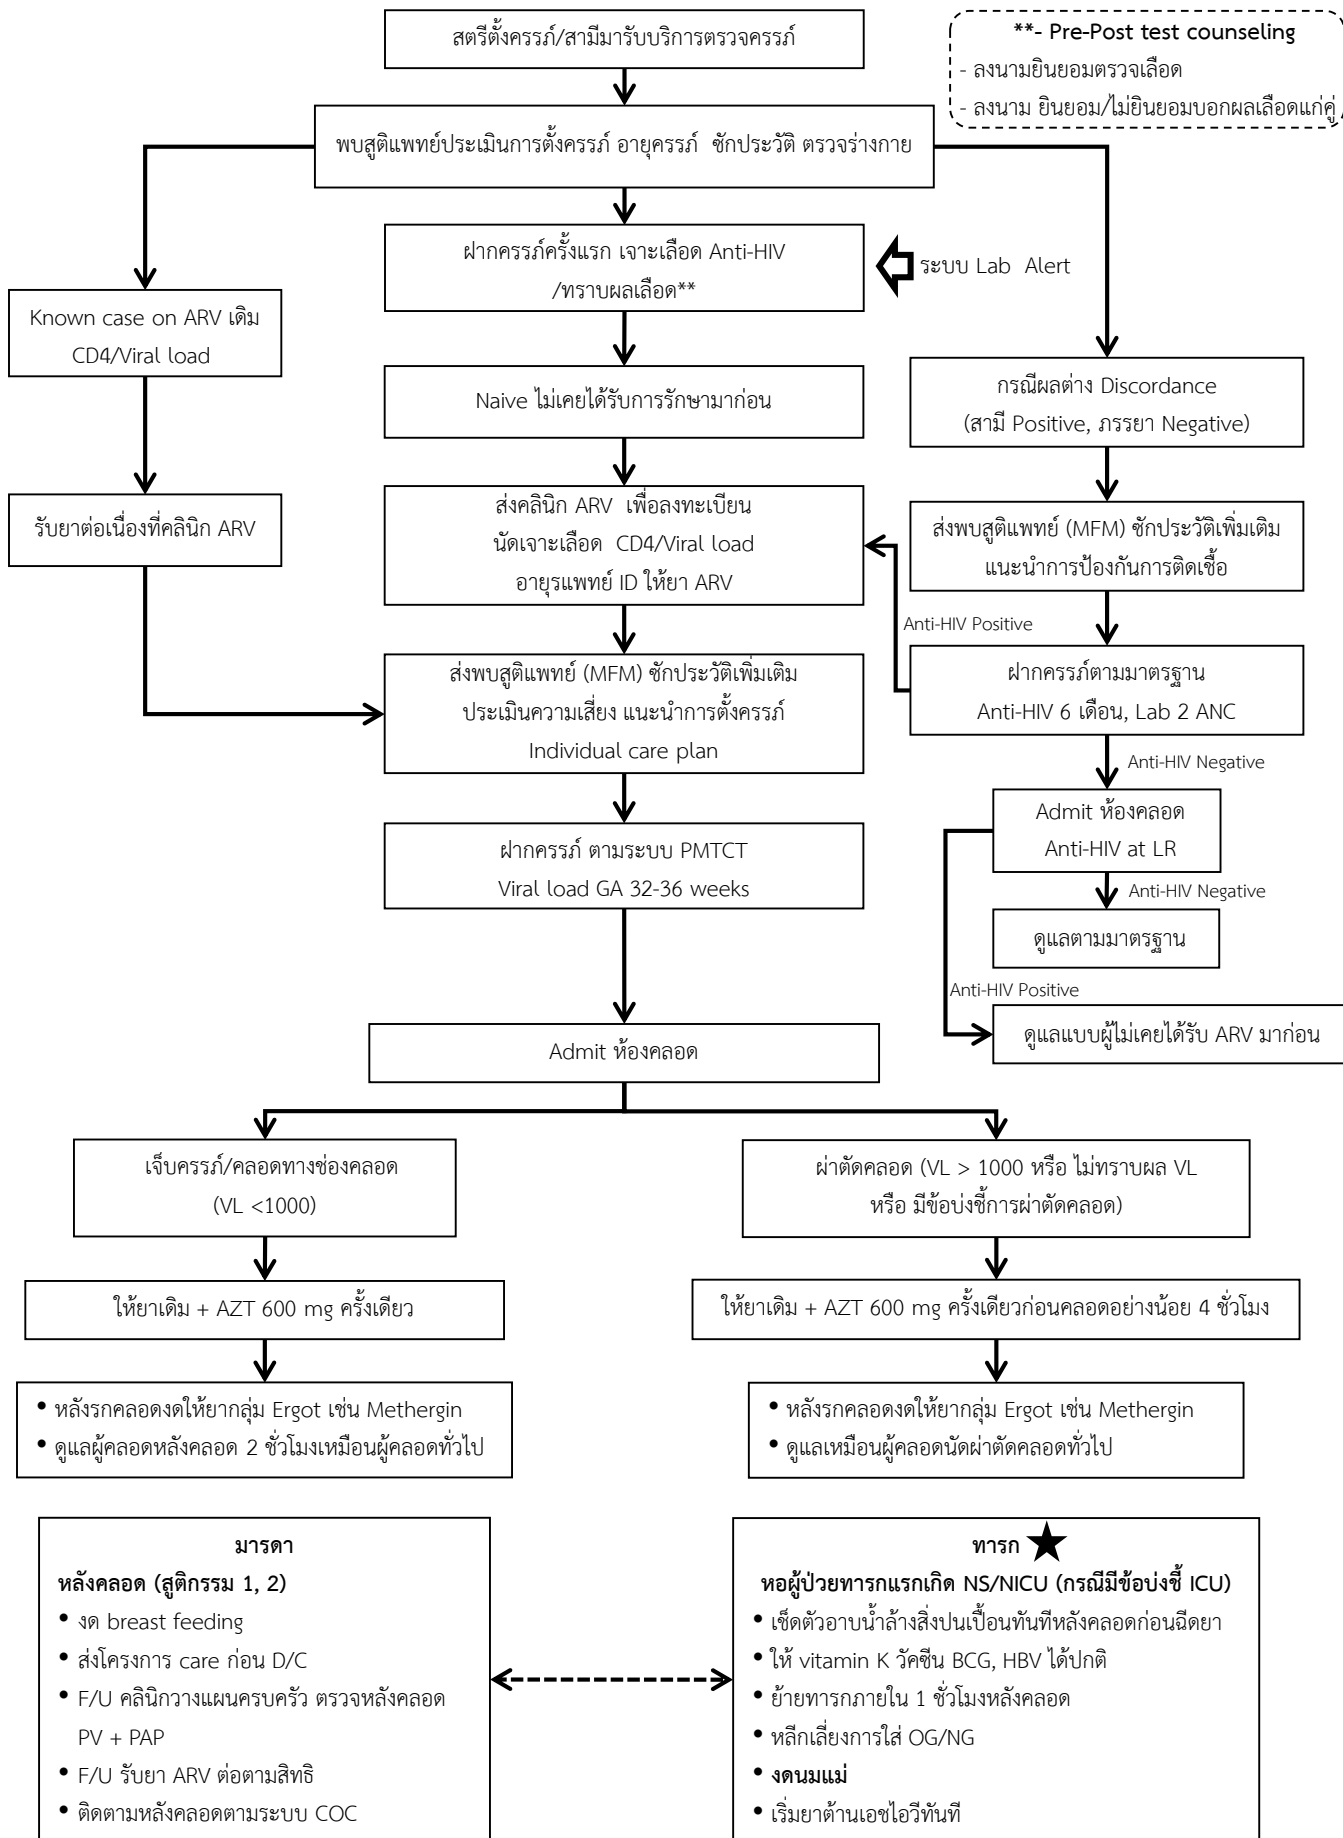 สตรีตั้งครรภ์/สามีมารับบริการตรวจครรภ์
**- Pre-Post test counseling
- ลงนามยินยอมตรวจเลือด
- ลงนาม ยินยอม/ไม่ยินยอมบอกผลเลือดแก่คู่
พบสูติแพทย์ประเมินการตั้งครรภ์ อายุครรภ์ ซักประวัติ ตรวจร่างกาย
ฝากครรภ์ครั้งแรก เจาะเลือด Anti-HIV
/ทราบผลเลือด**
ระบบ Lab Alert
Known case on ARV เดิม
CD4/Viral load
Naive ไม่เคยได้รับการรักษามาก่อน
กรณีผลต่าง Discordance
(สามี Positive, ภรรยา Negative)
รับยาต่อเนื่องที่คลินิก ARV
ส่งคลินิก ARV เพื่อลงทะเบียน
นัดเจาะเลือด CD4/Viral load
อายุรแพทย์ ID ให้ยา ARV
ส่งพบสูติแพทย์ (MFM) ซักประวัติเพิ่มเติม
แนะนำการป้องกันการติดเชื้อ
Anti-HIV Positive
ส่งพบสูติแพทย์ (MFM) ซักประวัติเพิ่มเติม
ประเมินความเสี่ยง แนะนำการตั้งครรภ์
Individual care plan
ฝากครรภ์ตามมาตรฐาน
Anti-HIV 6 เดือน, Lab 2 ANC
Anti-HIV Negative
ฝากครรภ์ ตามระบบ PMTCT
Viral load GA 32-36 weeks
Admit ห้องคลอด
Anti-HIV at LR
Anti-HIV Negative
ดูแลตามมาตรฐาน
Anti-HIV Positive
ดูแลแบบผู้ไม่เคยได้รับ ARV มาก่อน
Admit ห้องคลอด
เจ็บครรภ์/คลอดทางช่องคลอด
(VL <1000)
ผ่าตัดคลอด (VL > 1000 หรือ ไม่ทราบผล VL
หรือ มีข้อบ่งชี้การผ่าตัดคลอด)
ให้ยาเดิม + AZT 600 mg ครั้งเดียว
ให้ยาเดิม + AZT 600 mg ครั้งเดียวก่อนคลอดอย่างน้อย 4 ชั่วโมง
• หลังรกคลอดงดให้ยากลุ่ม Ergot เช่น Methergin
• ดูแลผู้คลอดหลังคลอด 2 ชั่วโมงเหมือนผู้คลอดทั่วไป
• หลังรกคลอดงดให้ยากลุ่ม Ergot เช่น Methergin
• ดูแลเหมือนผู้คลอดนัดผ่าตัดคลอดทั่วไป
มารดา
หลังคลอด (สูติกรรม 1, 2)
• งด breast feeding
• ส่งโครงการ care ก่อน D/C
• F/U คลินิกวางแผนครบครัว ตรวจหลังคลอด
PV + PAP
• F/U รับยา ARV ต่อตามสิทธิ
• ติดตามหลังคลอดตามระบบ COC
ทารก ★
หอผู้ป่วยทารกแรกเกิด NS/NICU (กรณีมีข้อบ่งชี้ ICU)
• เช็ดตัวอาบน้ำล้างสิ่งปนเปื้อนทันทีหลังคลอดก่อนฉีดยา
• ให้ vitamin K วัคซีน BCG, HBV ได้ปกติ
• ย้ายทารกภายใน 1 ชั่วโมงหลังคลอด
• หลีกเลี่ยงการใส่ OG/NG
• งดนมแม่
• เริ่มยาต้านเอชไอวีทันที